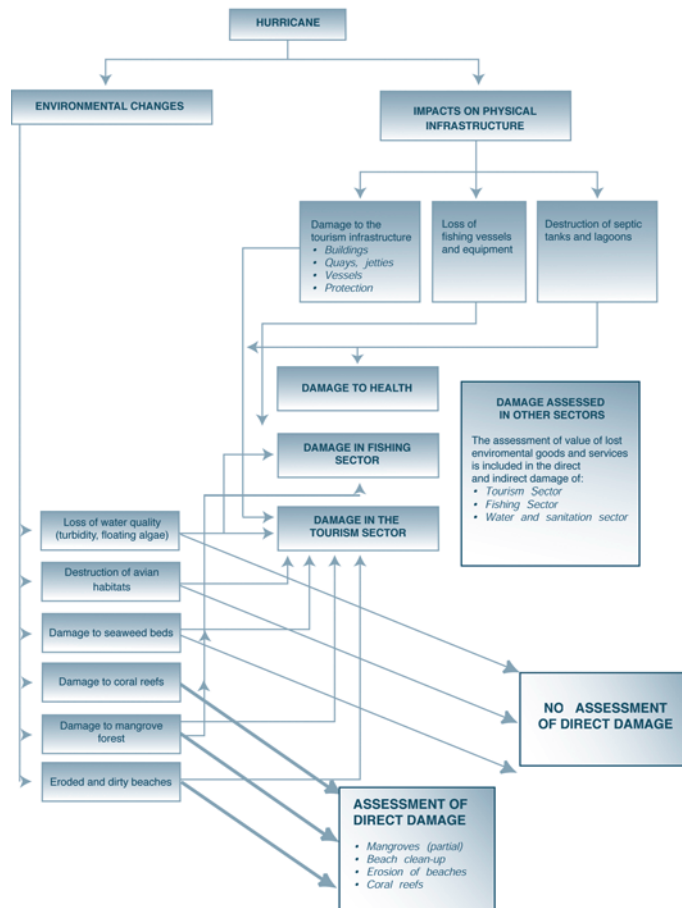 HURRICANE
ENVIRONMENTAL CHANGES
IMPACTS ON PHYSICAL
INFRASTRUCTURE
Damage to the
tourism infrastructure
• Buildings
• Quays, jetties
• Vessels
• Protection
Loss of
fishing vessels
and equipment
Destruction of septic
tanks and lagoons
DAMAGE TO HEALTH
DAMAGE IN FISHING
SECTOR
DAMAGE IN THE
TOURISM SECTOR
DAMAGE ASSESSED
IN OTHER SECTORS
The assessment of value of lost
enviromental goods and services
is included in the direct
and indirect damage of:
• Tourism Sector
• Fishing Sector
• Water and sanitation sector
Loss of water quality
(turbidity, floating algae)
Destruction of avian
habitats
Damage to seaweed beds
Damage to coral reefs
Damage to mangrove
forest
Eroded and dirty beaches
NO ASSESSMENT
OF DIRECT DAMAGE
ASSESSMENT OF
DIRECT DAMAGE
• Mangroves (partial)
• Beach clean-up
• Erosion of beaches
• Coral reefs